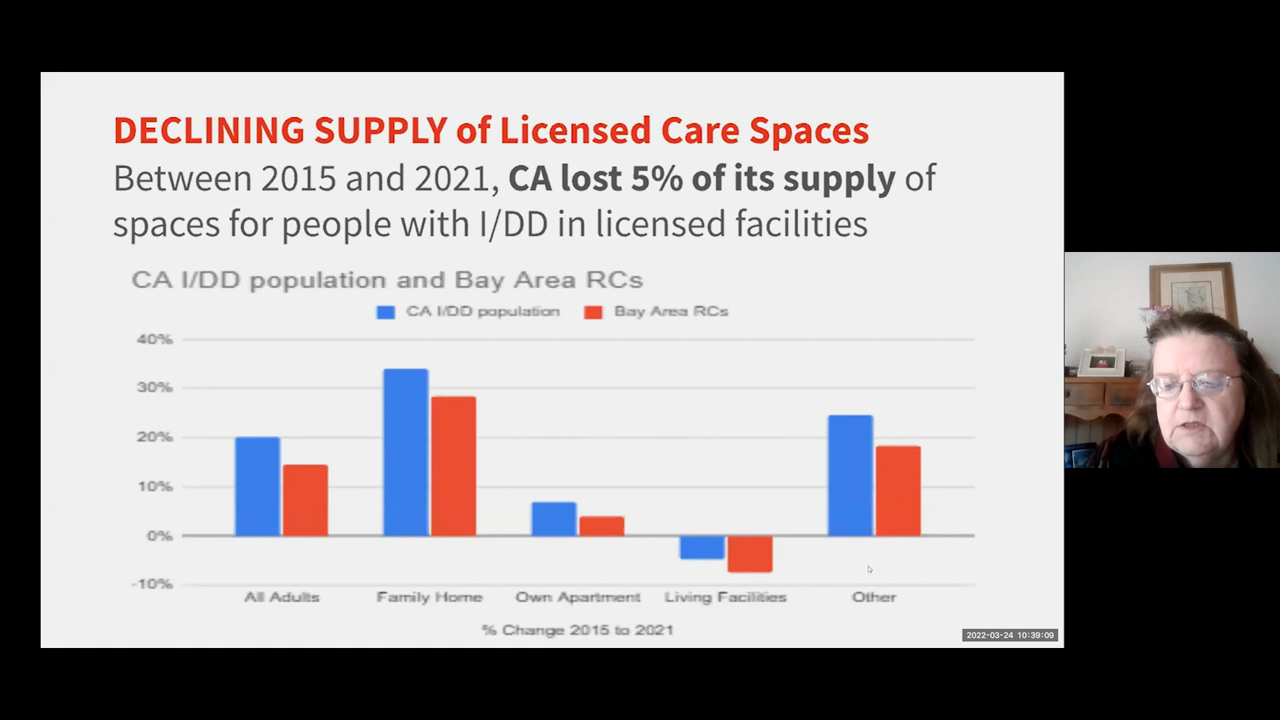 DECLINING SUPPLY of Licensed Care Spaces
Between 2015 and 2021, CA lost 5% of its supply of
spaces for people with I/DD in licensed facilities
CA I/DD population and Bay Area RCs
CA I/DD population
Bay Area RCs
40%
30%
20%
10%
0%
-10%
All Adults
Family Home
Own Apartment
Living Facilities
Other
% Change 2015 to 2021
2022-03-24 10:39:09